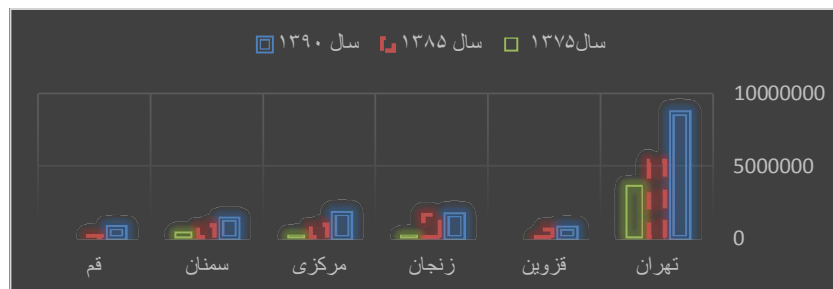 سال ۱۳۹۰ سال ۱۳۸۵ سال۱۳۷۵
10000000
5000000
0
تهران قزوین زنجان مرکزی سمنان قم